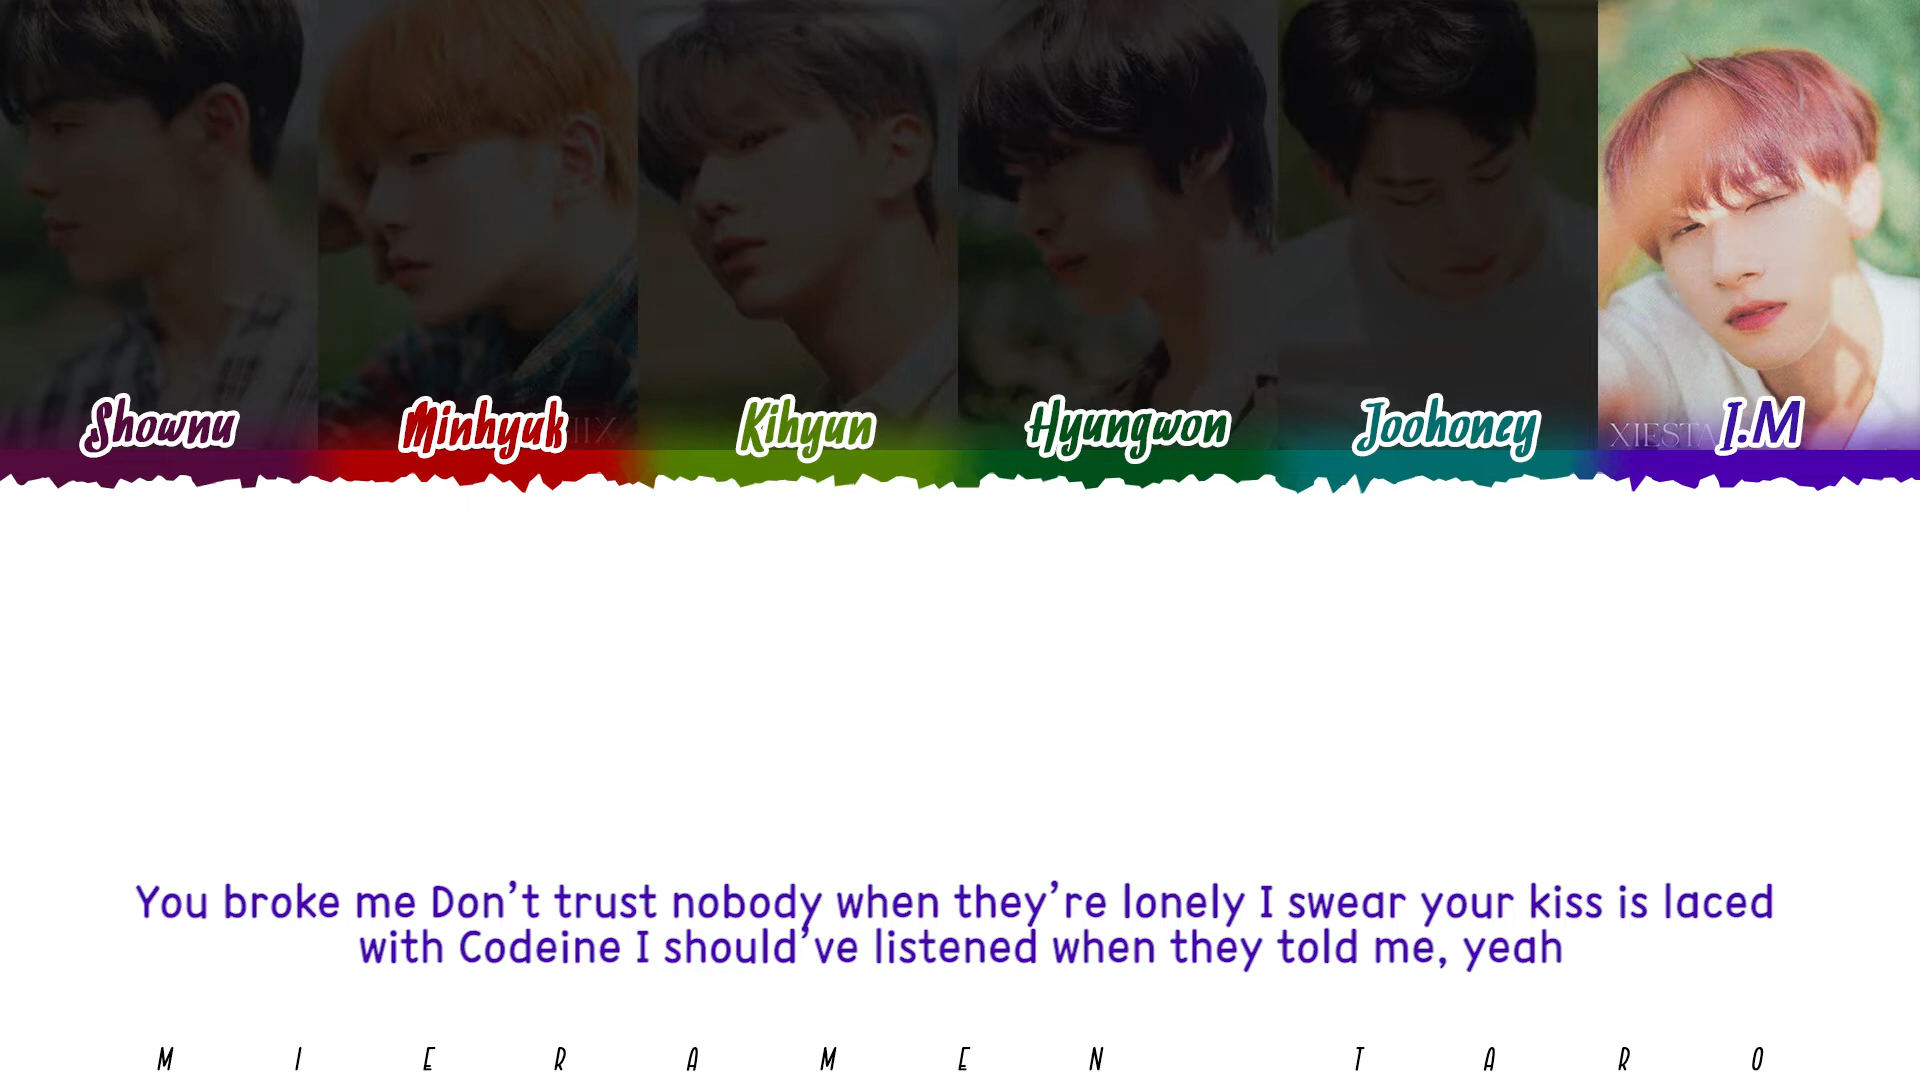 Shownu Minhyuk Kihyun Hyungwon Joohoney I.M
IIX XIESTA
You broke me Don’t trust nobody when they’re lonely I swear your kiss is laced
with Codeine I should’ve listened when they told me, yeah
M I E R A M E N T A R O